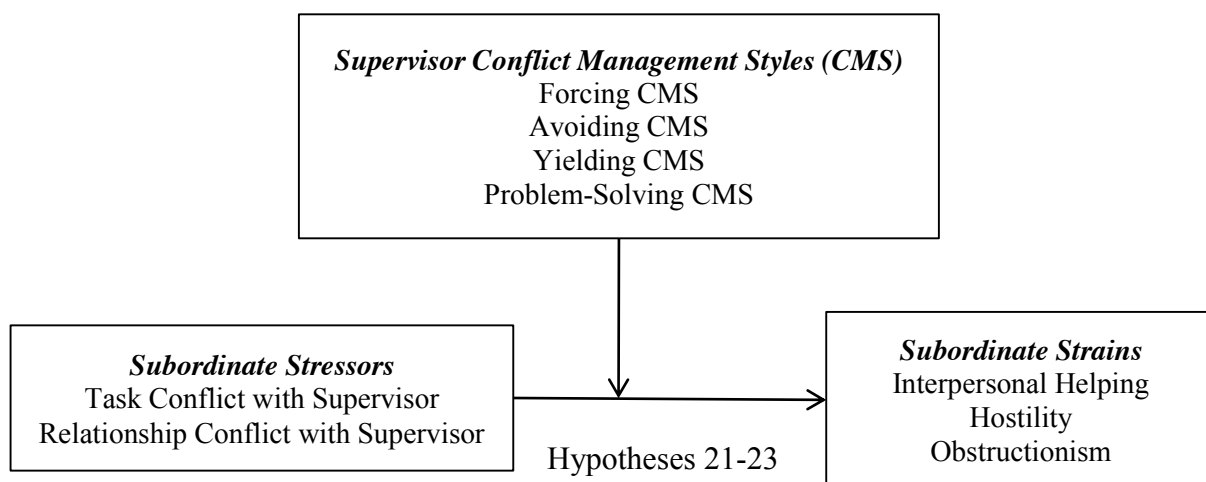 Supervisor Conflict Management Styles (CMS)
Forcing CMS
Avoiding CMS
Yielding CMS
Problem-Solving CMS
Subordinate Stressors
Task Conflict with Supervisor
Relationship Conflict with Supervisor
Hypotheses 21-23
Subordinate Strains
Interpersonal Helping
Hostility
Obstructionism